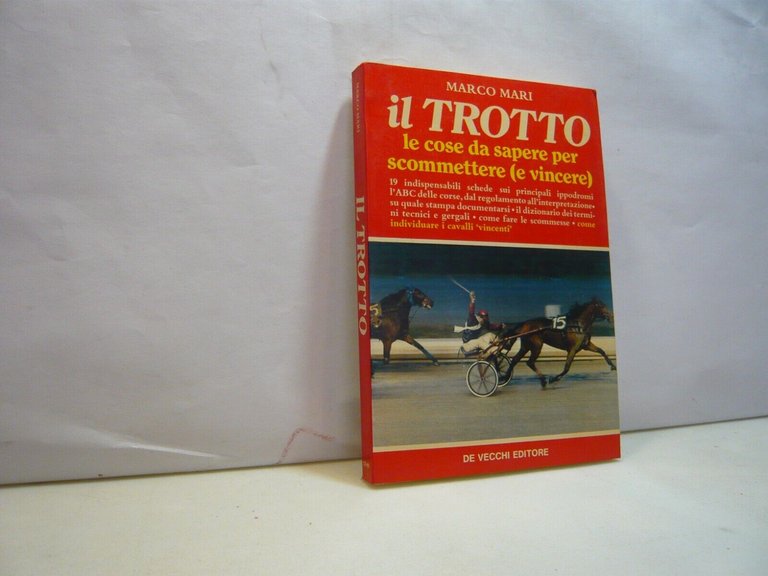 MARCO MARI
il TROTTO
le cose da sapere per
scommettere (e vincere)
19 indispensabili schede sui principali ippodromi
l'ABC delle corse, dal regolamento all'interpretazione•
su quale stampa documentarsi • il dizionario dei termi-
ni tecnici e gergali • come fare le scommesse • come
individuare i cavalli 'vincenti'
15
DE VECCHI EDITORE
MARCO MARI
IL TROTTO